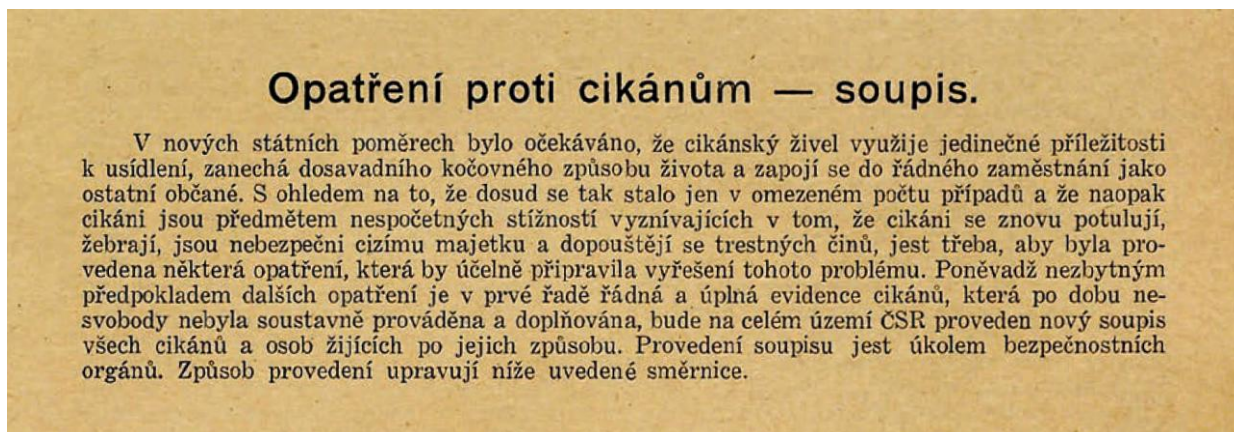 Opatření proti cikánům — soupis.
V nových státních poměrech bylo očekáváno, že cikánský živel využije jedinečné příležitosti
k usídlení, zanechá dosavadního kočovného způsobu života a zapojí se do řádného zaměstnání jako
ostatní občané. S ohledem na to, že dosud se tak stalo jen v omezeném počtu případů a že naopak
cikáni jsou předmětem nespočetných stížností vyznívajících v tom, že cikáni se znovu potulují,
žebrají, jsou nebezpečni cizímu majetku a dopouštějí se trestných činů, jest třeba, aby byla pro-
vedena některá opatření, která by účelně připravila vyřešení tohoto problému. Poněvadž nezbytným
předpokladem dalších opatření je v prvé řadě řádná a úplná evidence cikánů, která po dobu ne-
svobody nebyla soustavně prováděna a doplňována, bude na celém území ČSR proveden nový soupis
všech cikánů a osob žijících po jejich způsobu. Provedení soupisu jest úkolem bezpečnostních
orgánů. Způsob provedení upravují níže uvedené směrnice.